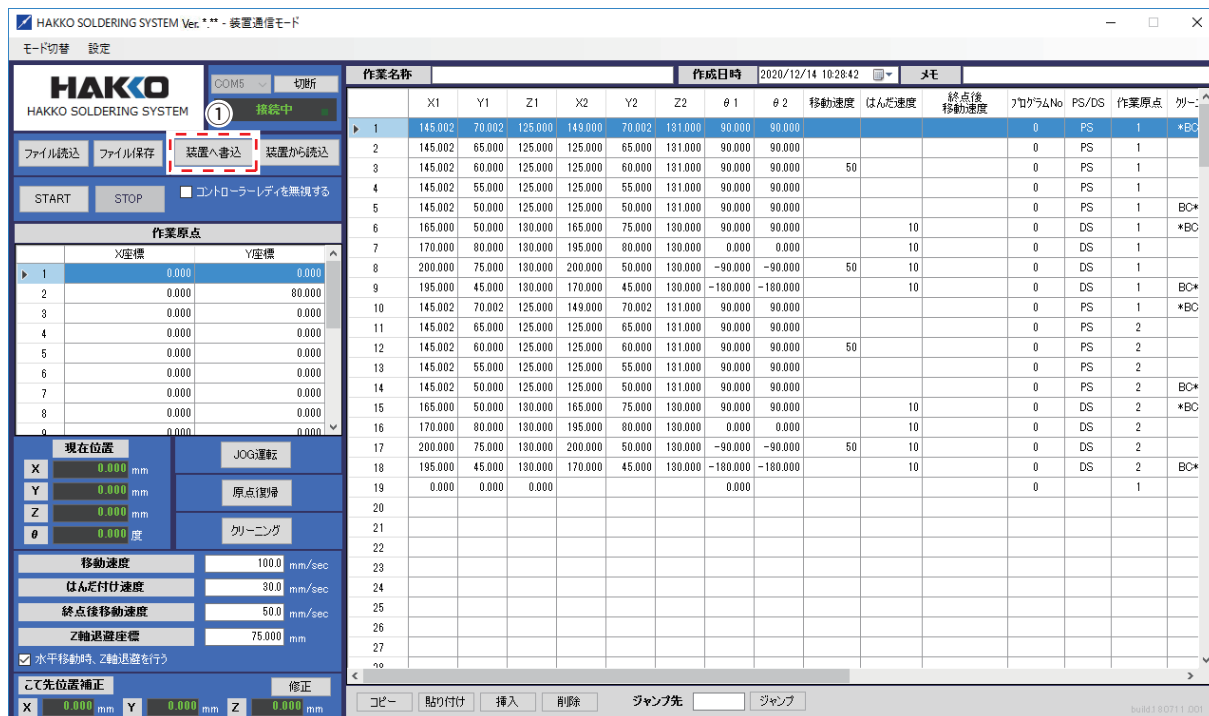 HAKKO SOLDERING SYSTEM Ver. *.** - 装置通信モード
モード切替 設定
HAKKO
HAKKO SOLDERING SYSTEM
COM5 切断
① 接続中
ファイル読込 ファイル保存 装置へ書込 装置から読込
START STOP コントローラーレディを無視する
作業原点
X座標 Y座標
1 0.000 0.000
2 0.000 80.000
3 0.000 0.000
4 0.000 0.000
5 0.000 0.000
6 0.000 0.000
7 0.000 0.000
8 0.000 0.000
9 0.000 0.000
現在位置
X 0.000 mm
Y 0.000 mm
Z 0.000 mm
θ 0.000 度
JOG運転
原点復帰
クリーニング
移動速度 100.0 mm/sec
はんだ付け速度 30.0 mm/sec
終点後移動速度 50.0 mm/sec
Z軸退避座標 75.000 mm
水平移動時、Z軸退避を行う
こて先位置補正 修正
X 0.000 mm Y 0.000 mm Z 0.000 mm
作業名称 作成日時 2020/12/14 10:28:42 メモ
X1 Y1 Z1 X2 Y2 Z2 θ1 θ2 移動速度 はんだ速度 終点後移動速度 プログラムNo PS/DS 作業原点 クリーニ
1 145.002 70.002 125.000 149.000 70.002 131.000 90.000 90.000 0 PS 1 *BC
2 145.002 65.000 125.000 125.000 65.000 131.000 90.000 90.000 0 PS 1
3 145.002 60.000 125.000 125.000 60.000 131.000 90.000 90.000 50 0 PS 1
4 145.002 55.000 125.000 125.000 55.000 131.000 90.000 90.000 0 PS 1
5 145.002 50.000 125.000 125.000 50.000 131.000 90.000 90.000 0 PS 1 BC*
6 165.000 50.000 130.000 165.000 75.000 130.000 90.000 90.000 10 0 DS 1 *BC
7 170.000 80.000 130.000 195.000 80.000 130.000 0.000 0.000 10 0 DS 1
8 200.000 75.000 130.000 200.000 50.000 130.000 -90.000 -90.000 50 10 0 DS 1
9 195.000 45.000 130.000 170.000 45.000 130.000 -180.000 -180.000 10 0 DS 1 BC*
10 145.002 70.002 125.000 149.000 70.002 131.000 90.000 90.000 0 PS 1 *BC
11 145.002 65.000 125.000 125.000 65.000 131.000 90.000 90.000 0 PS 2
12 145.002 60.000 125.000 125.000 60.000 131.000 90.000 90.000 50 0 PS 2
13 145.002 55.000 125.000 125.000 55.000 131.000 90.000 90.000 0 PS 2
14 145.002 50.000 125.000 125.000 50.000 131.000 90.000 90.000 0 PS 2 BC*
15 165.000 50.000 130.000 165.000 75.000 130.000 90.000 90.000 10 0 DS 2 *BC
16 170.000 80.000 130.000 195.000 80.000 130.000 0.000 0.000 10 0 DS 2
17 200.000 75.000 130.000 200.000 50.000 130.000 -90.000 -90.000 50 10 0 DS 2
18 195.000 45.000 130.000 170.000 45.000 130.000 -180.000 -180.000 10 0 DS 2 BC*
19 0.000 0.000 0.000 0.000 0 1
20
21
22
23
24
25
26
27
28
コピー 貼り付け 挿入 削除 ジャンプ先 ジャンプ